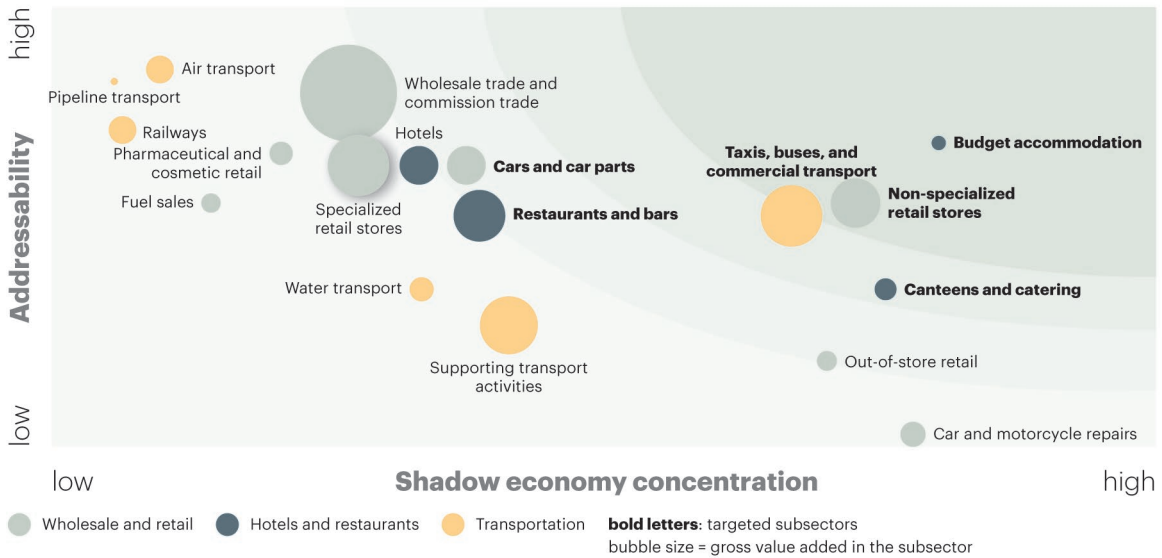 high
Addressability
low
Air transport
Pipeline transport
Railways
Pharmaceutical and
cosmetic retail
Fuel sales
Wholesale trade and
commission trade
Hotels
Specialized
retail stores
Cars and car parts
Restaurants and bars
Water transport
Supporting transport
activities
Taxis, buses, and
commercial transport
Budget accommodation
Non-specialized
retail stores
Canteens and catering
Out-of-store retail
Car and motorcycle repairs
low
Shadow economy concentration
high
Wholesale and retail
Hotels and restaurants
Transportation
bold letters: targeted subsectors
bubble size = gross value added in the subsector